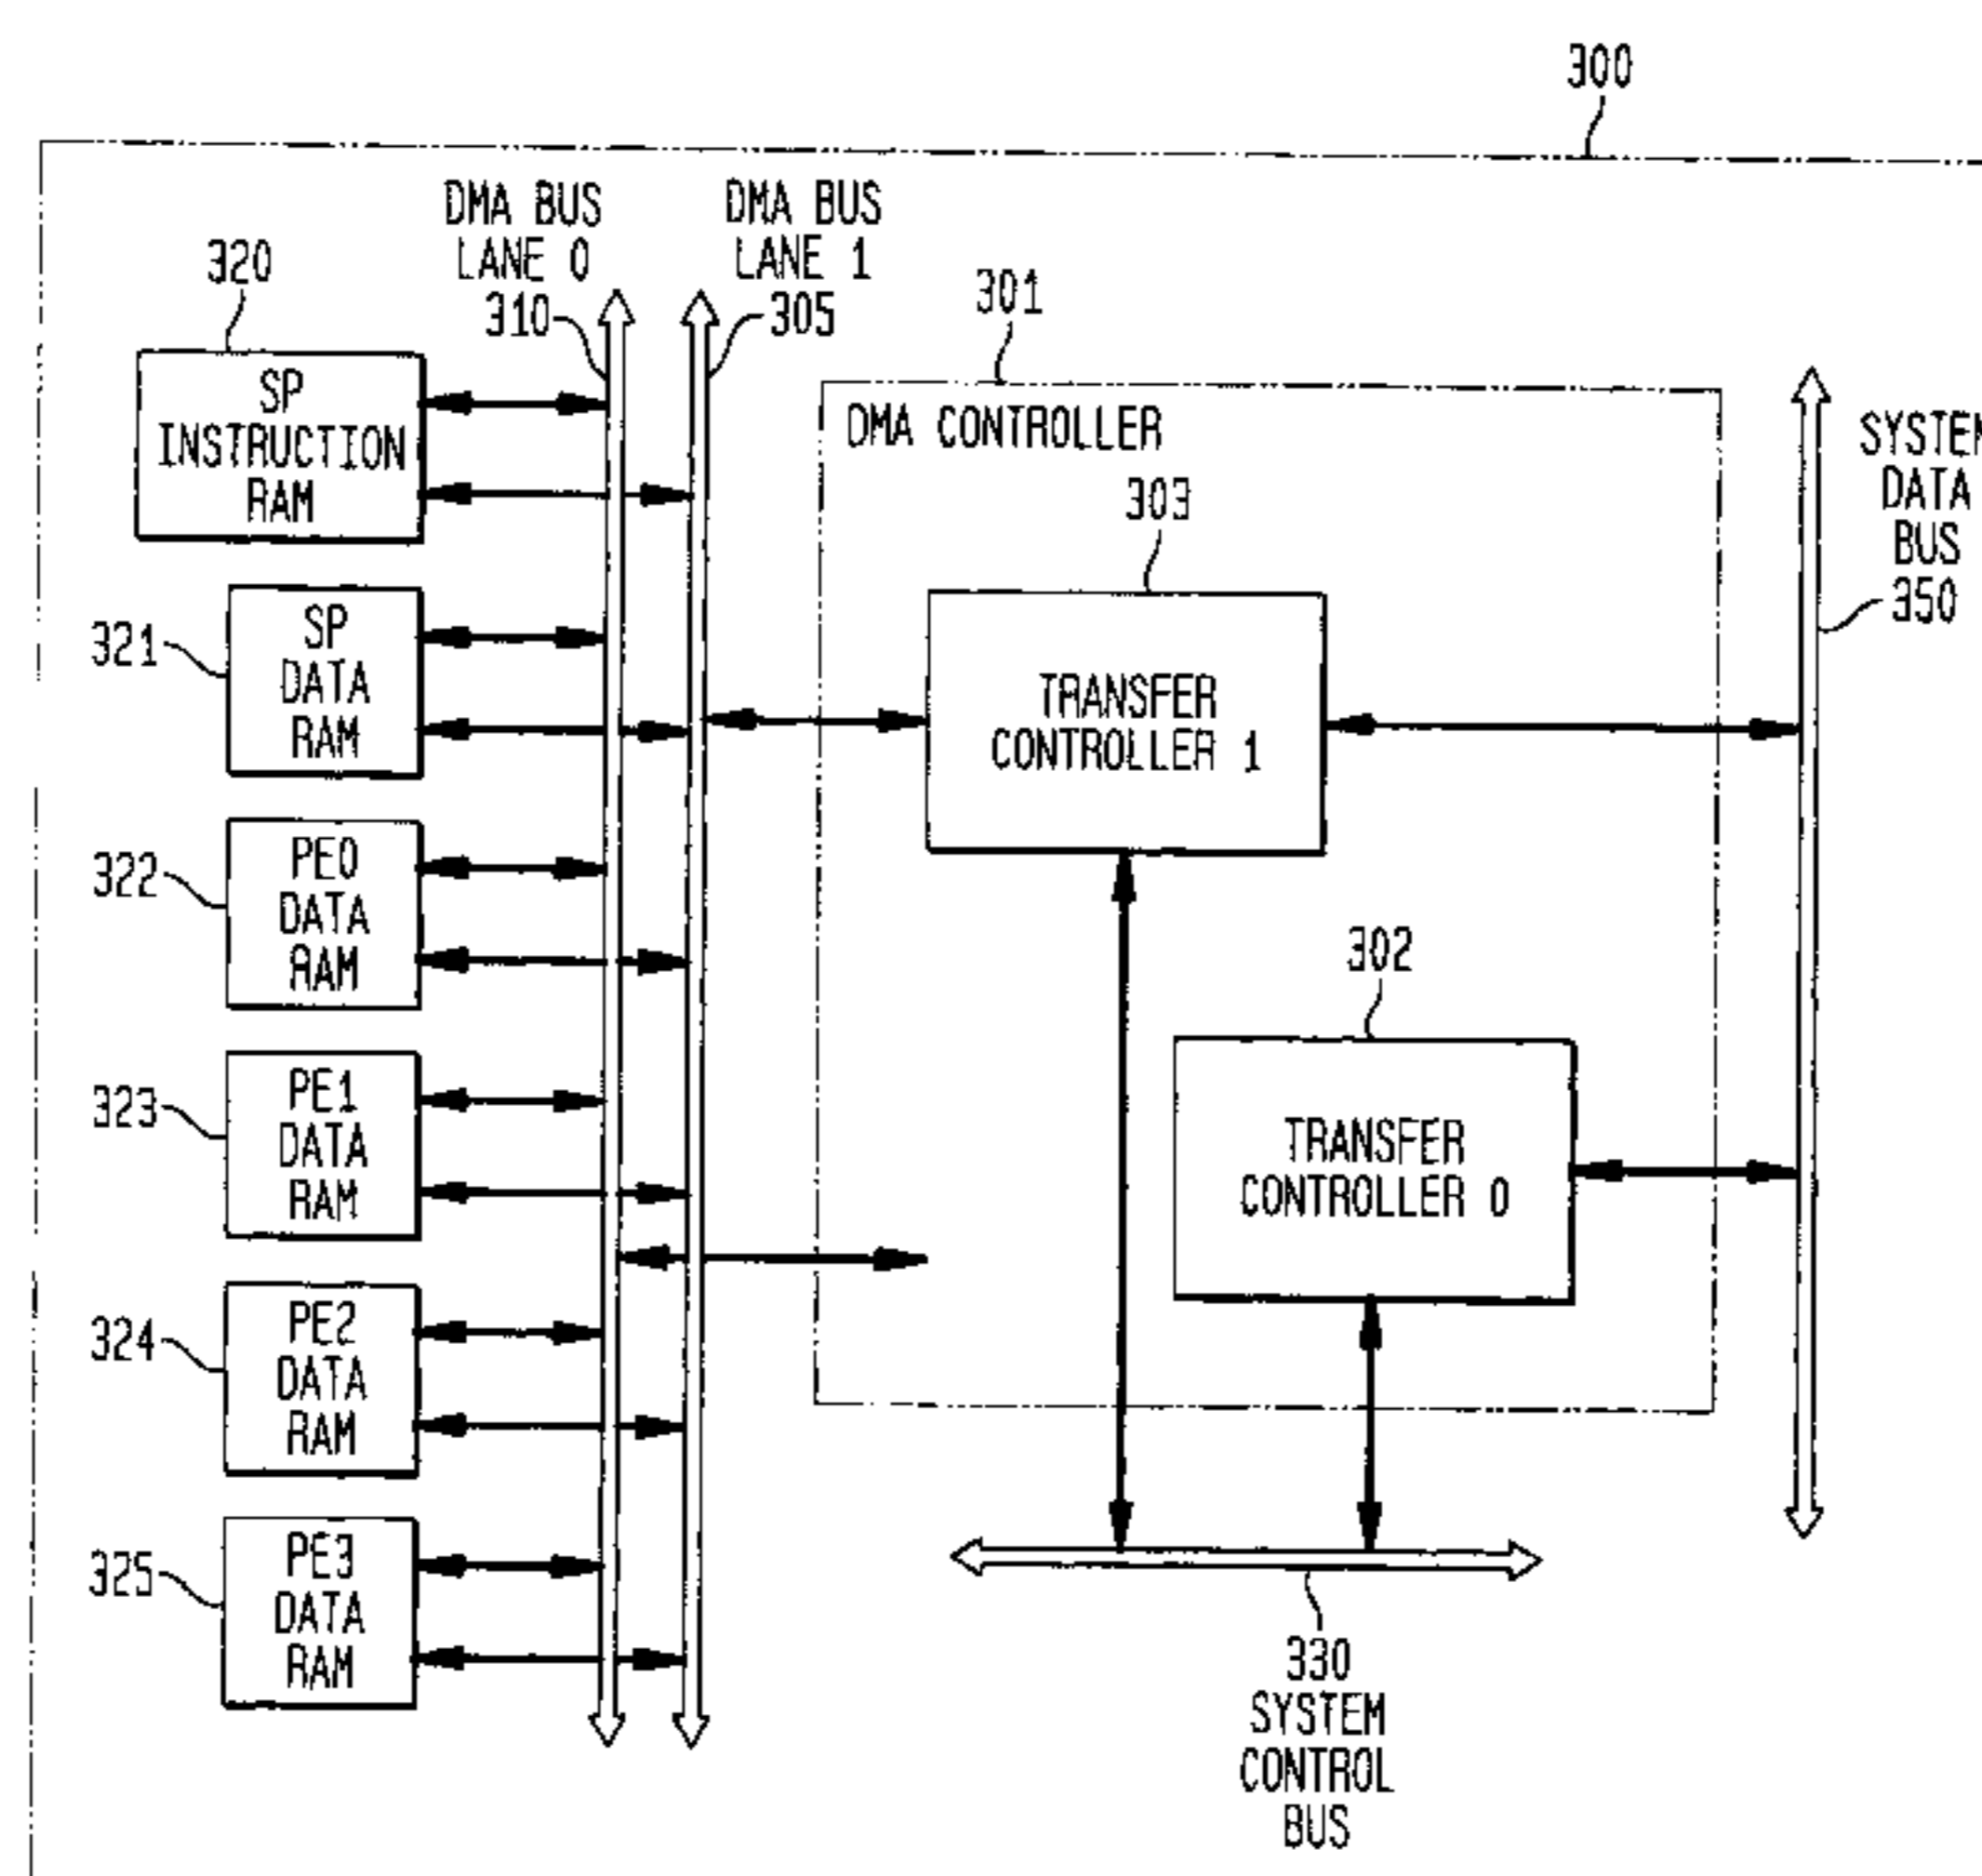 300
DMA BUS
LANE 0
310
DMA BUS
LANE 1
305
320
SP
INSTRUCTION
RAM
301
DMA CONTROLLER
303
TRANSFER
CONTROLLER 1
SYSTEM
DATA
BUS
350
321
SP
DATA
RAM
322
PE0
DATA
RAM
302
TRANSFER
CONTROLLER 0
323
PE1
DATA
RAM
324
PE2
DATA
RAM
325
PE3
DATA
RAM
330
SYSTEM
CONTROL
BUS